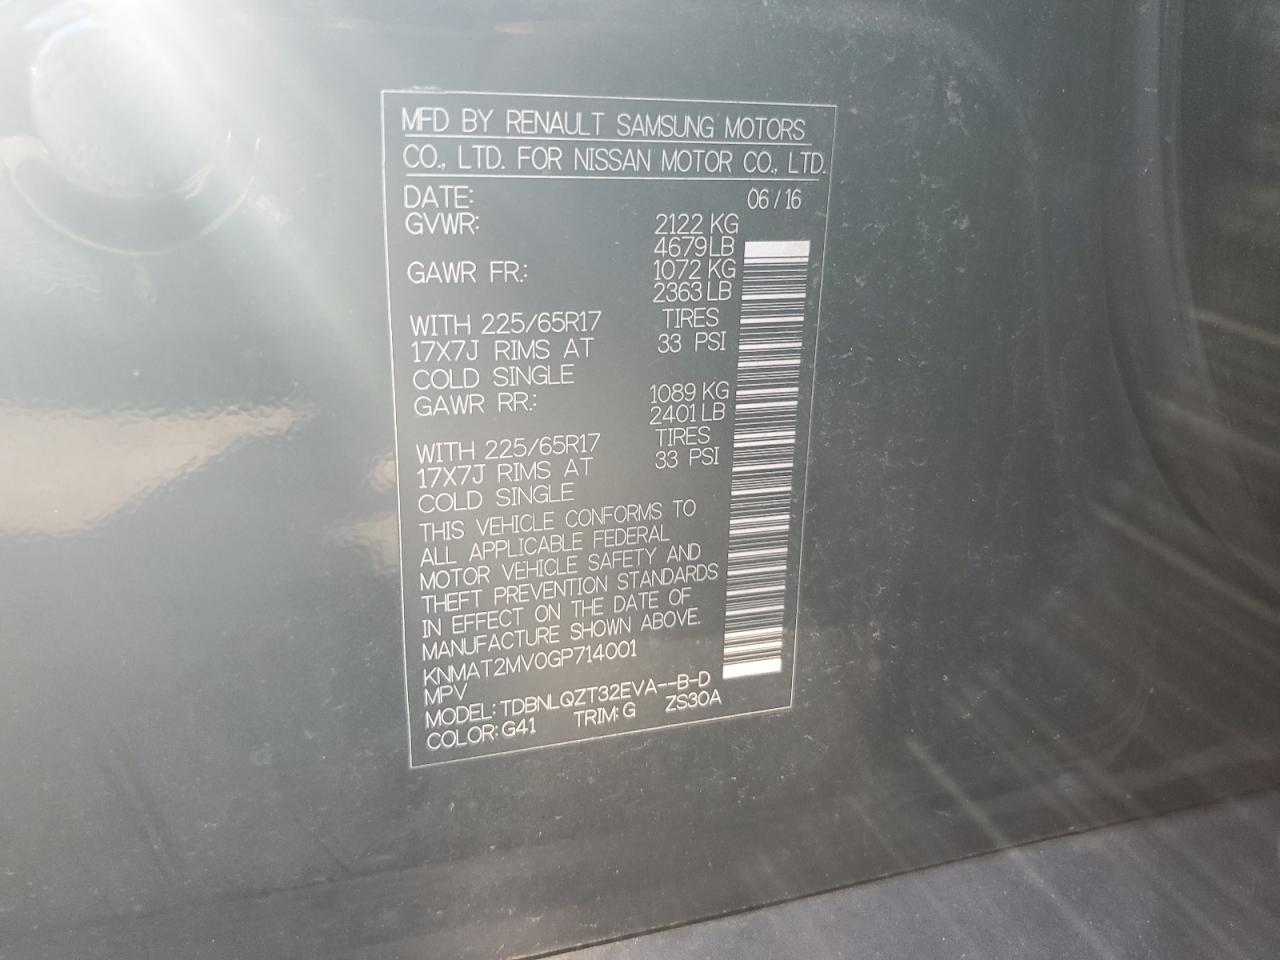 MFD BY RENAULT SAMSUNG MOTORS
CO., LTD. FOR NISSAN MOTOR CO., LTD.
DATE: 06/16
GVWR: 2122 KG
4679 LB
GAWR FR.: 1072 KG
2363 LB
WITH 225/65R17 TIRES
17X7J RIMS AT 33 PSI
COLD SINGLE
GAWR RR.: 1089 KG
2401 LB
WITH 225/65R17 TIRES
17X7J RIMS AT 33 PSI
COLD SINGLE
THIS VEHICLE CONFORMS TO
ALL APPLICABLE FEDERAL
MOTOR VEHICLE SAFETY AND
THEFT PREVENTION STANDARDS
IN EFFECT ON THE DATE OF
MANUFACTURE SHOWN ABOVE.
KNMAT2MV0GP714001
MPV
MODEL: TDBNLQZT32EVA--B-D
COLOR: G41 TRIM: G ZS30A